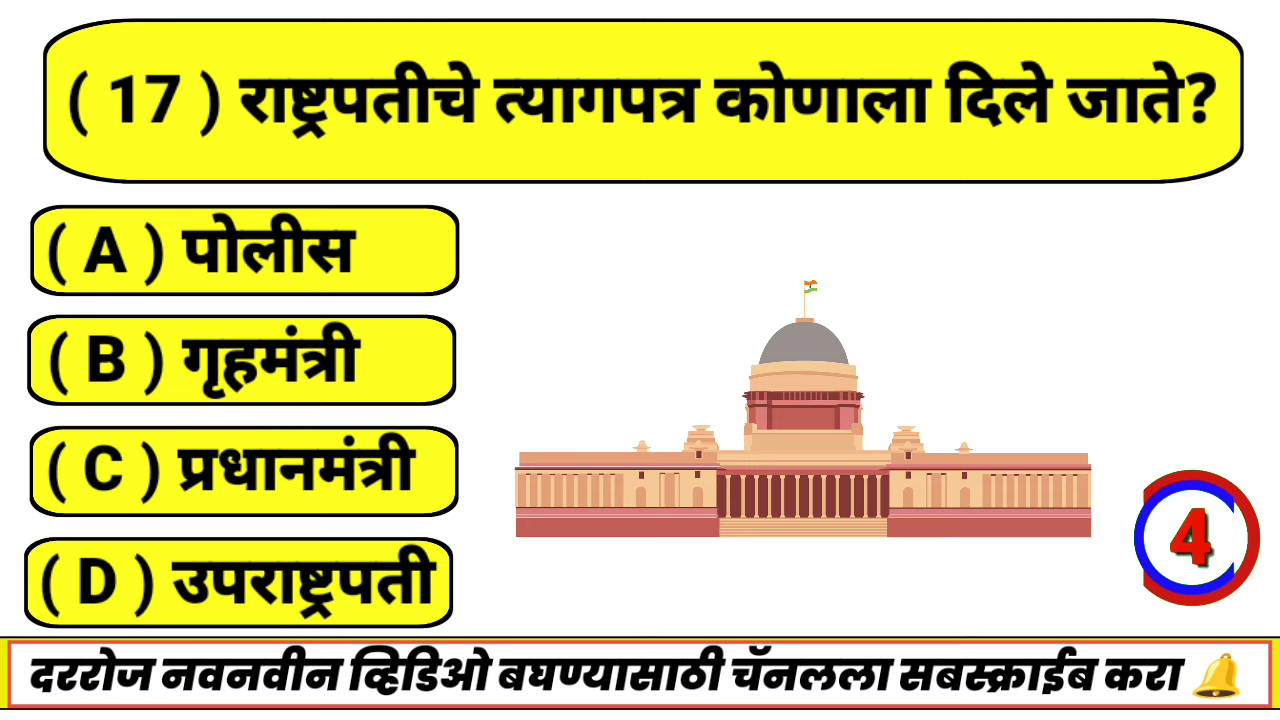 ( 17 ) राष्ट्रपतीचे त्यागपत्र कोणाला दिले जाते?
( A ) पोलीस
( B ) गृहमंत्री
( C ) प्रधानमंत्री
( D ) उपराष्ट्रपती
4
दररोज नवनवीन व्हिडिओ बघण्यासाठी चॅनलला सबस्क्राईब करा 🔔